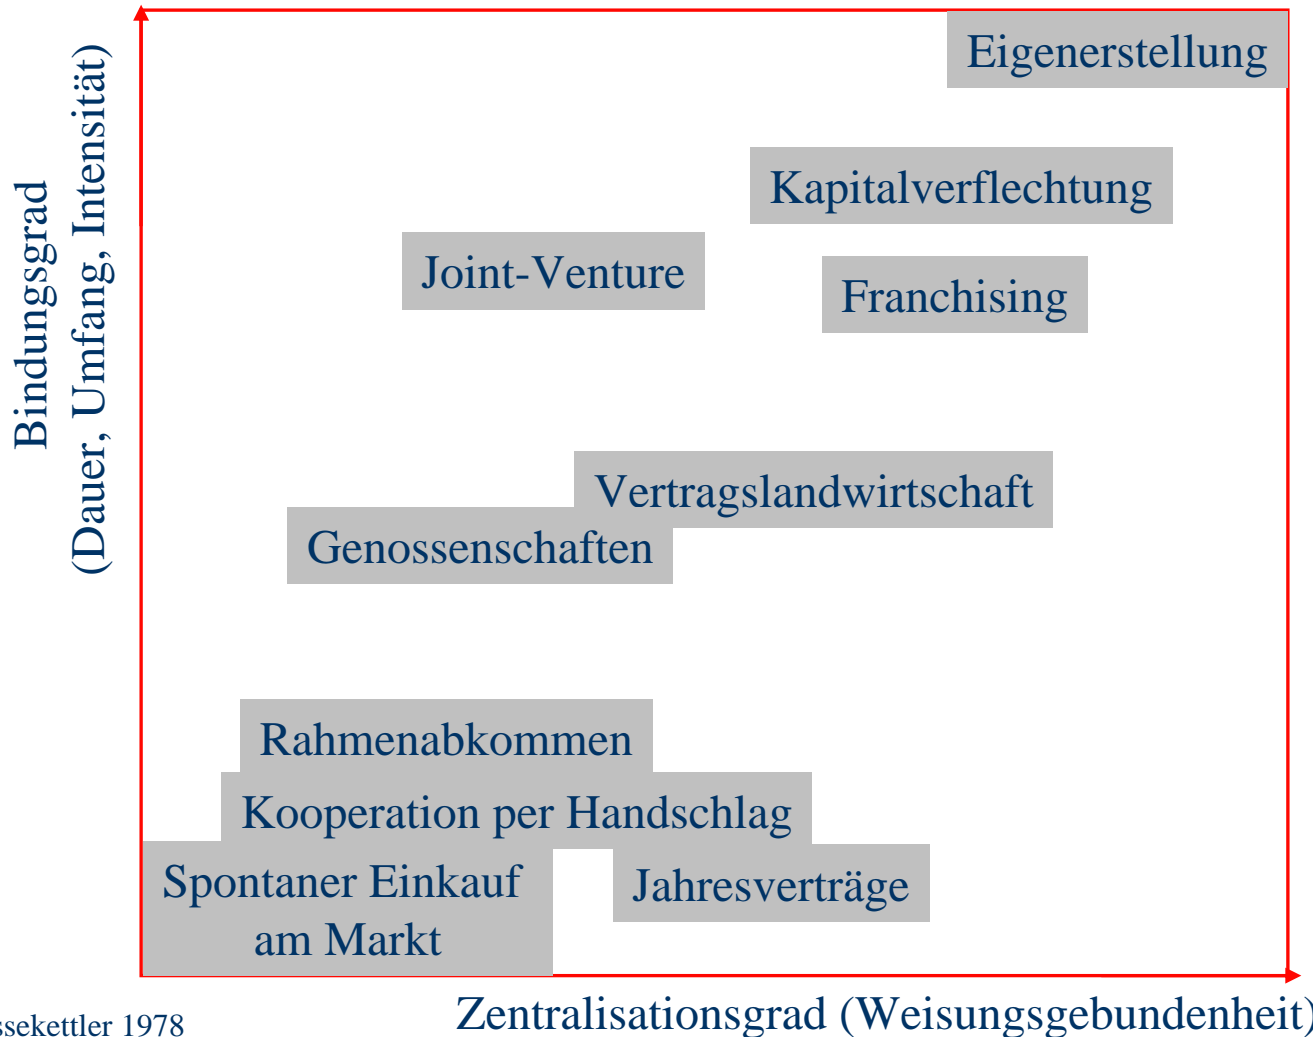 Eigenerstellung
Kapitalverflechtung
Joint-Venture
Franchising
Vertragslandwirtschaft
Genossenschaften
Rahmenabkommen
Kooperation per Handschlag
Spontaner Einkauf
am Markt
Jahresverträge
Bindungsgrad
(Dauer, Umfang, Intensität)
Zentralisationsgrad (Weisungsgebundenheit)
1978